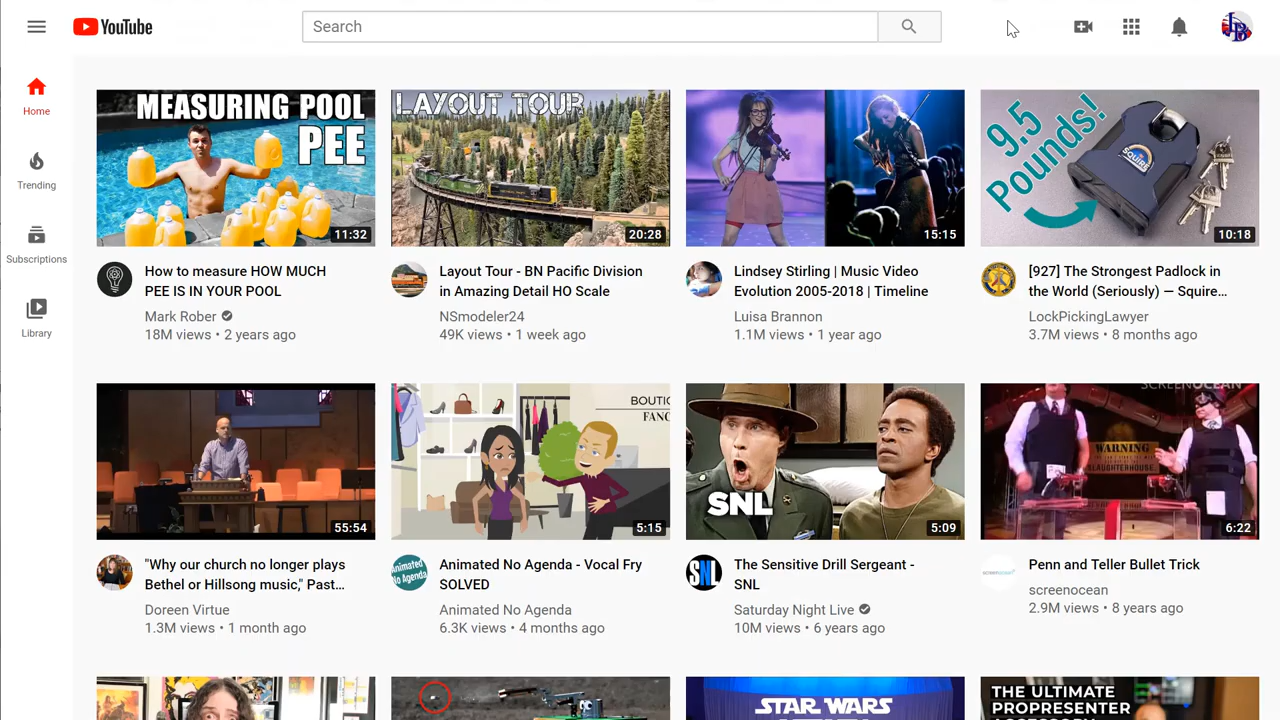 YouTube
Search
Home
Trending
Subscriptions
Library
MEASURING POOL
PEE
11:32
How to measure HOW MUCH
PEE IS IN YOUR POOL
Mark Rober
18M views • 2 years ago
LAYOUT TOUR
20:28
Layout Tour - BN Pacific Division
in Amazing Detail HO Scale
NSmodeler24
49K views • 1 week ago
15:15
Lindsey Stirling | Music Video
Evolution 2005-2018 | Timeline
Luisa Brannon
1.1M views • 1 year ago
9.5
Pounds!
SQUIRE
10:18
[927] The Strongest Padlock in
the World (Seriously) — Squire...
LockPickingLawyer
3.7M views • 8 months ago
55:54
"Why our church no longer plays
Bethel or Hillsong music," Past...
Doreen Virtue
1.3M views • 1 month ago
BOUTIC
FANC
5:15
Animated
No Agenda
Animated No Agenda - Vocal Fry
SOLVED
Animated No Agenda
6.3K views • 4 months ago
SNL
5:09
SNL
The Sensitive Drill Sergeant -
SNL
Saturday Night Live
10M views • 6 years ago
SCREENOCEAN
WARNING
SLAUGHTERHOUSE.
6:22
Penn and Teller Bullet Trick
screenocean
2.9M views • 8 years ago
STAR WARS
THE ULTIMATE
PROPRESENTER